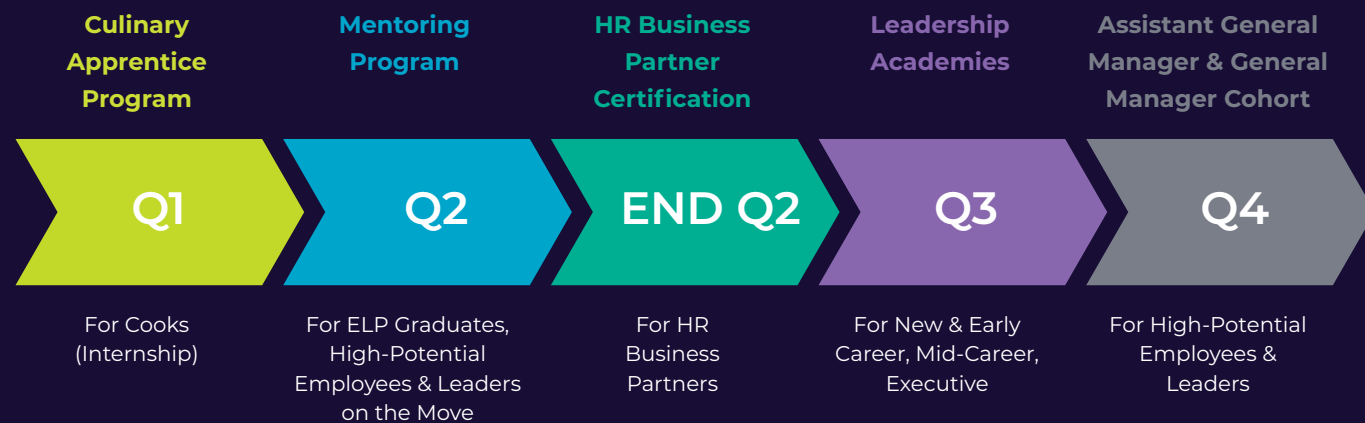 Culinary
Apprentice
Program
Mentoring
Program
HR Business
Partner
Certification
Leadership
Academies
Assistant General
Manager & General
Manager Cohort
Q1
Q2
END Q2
Q3
Q4
For Cooks
(Internship)
For ELP Graduates,
High-Potential
Employees & Leaders
on the Move
For HR
Business
Partners
For New & Early
Career, Mid-Career,
Executive
For High-Potential
Employees &
Leaders